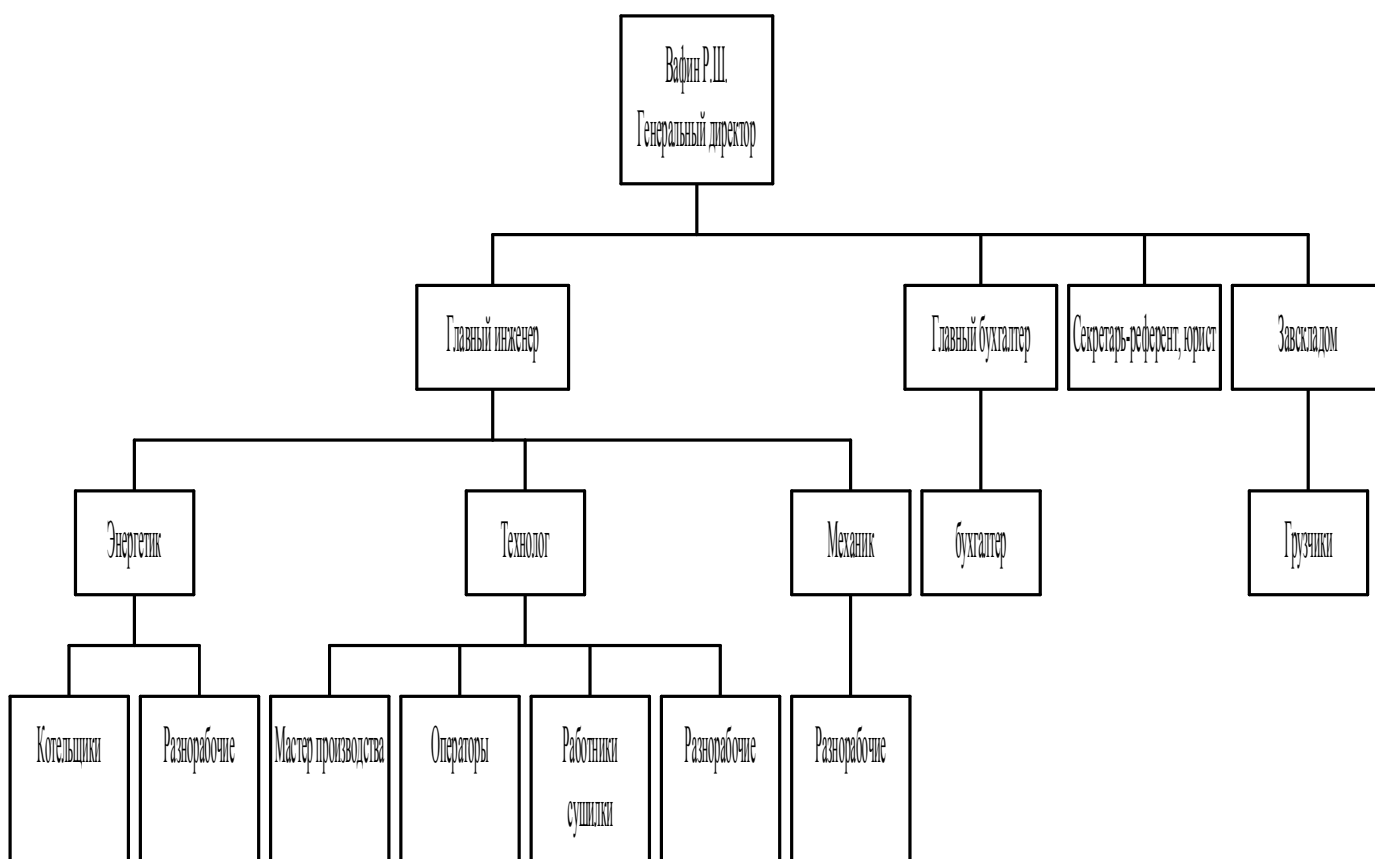 Вафин Р.Ш.
Генеральный директор
Главный инженер
Главный бухгалтер
Секретарь-референт, юрист
Завскладом
Энергетик
Технолог
Механик
бухгалтер
Грузчики
Котельщики
Разнорабочие
Мастер производства
Операторы
Работники
сушилки
Разнорабочие
Разнорабочие